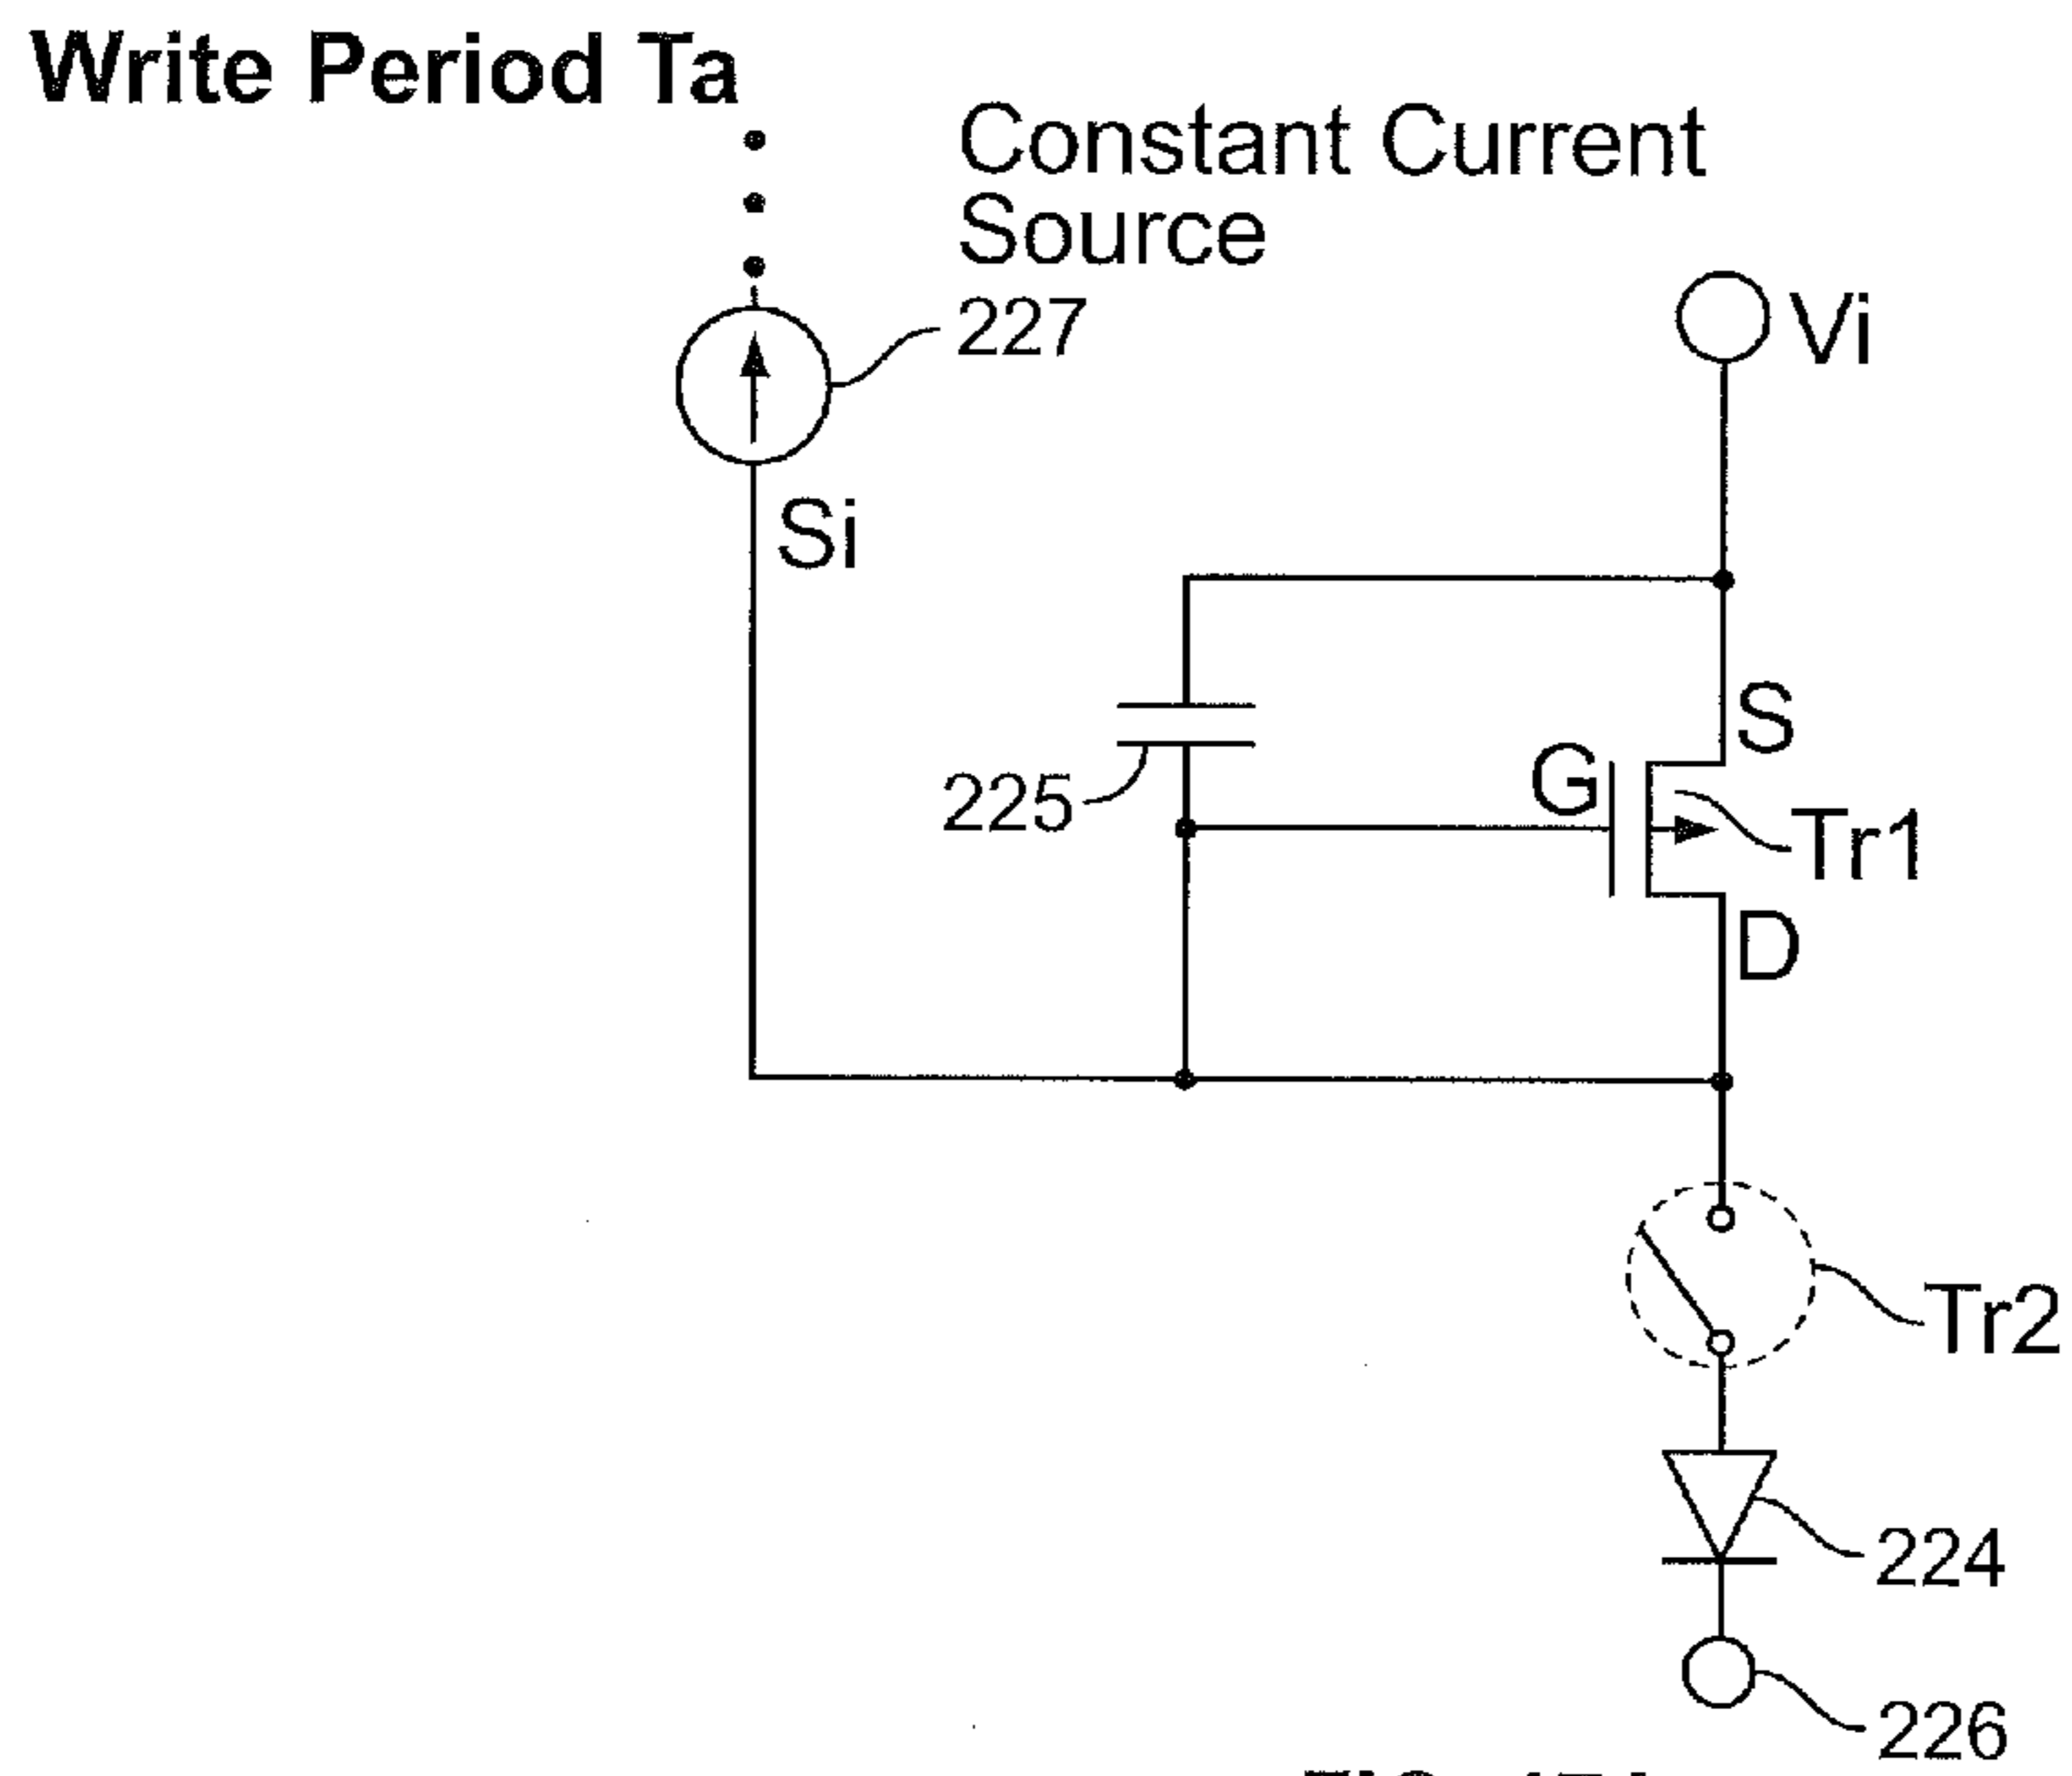 Write Period Ta
Constant Current
Source
227
Vi
Si
S
G
225
Tr1
D
Tr2
224
226